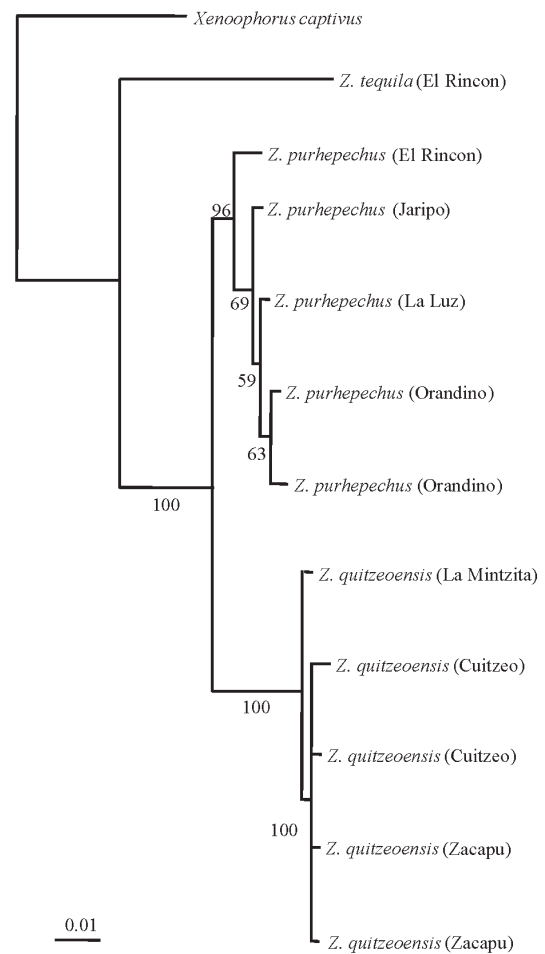 Xenoophorus captivus
Z. tequila (El Rincon)
Z. purhepechus (El Rincon)
96
Z. purhepechus (Jaripo)
69
Z. purhepechus (La Luz)
59
Z. purhepechus (Orandino)
63
Z. purhepechus (Orandino)
100
Z. quitzeoensis (La Mintzita)
Z. quitzeoensis (Cuitzeo)
100
Z. quitzeoensis (Cuitzeo)
100
Z. quitzeoensis (Zacapu)
0.01
Z. quitzeoensis (Zacapu)